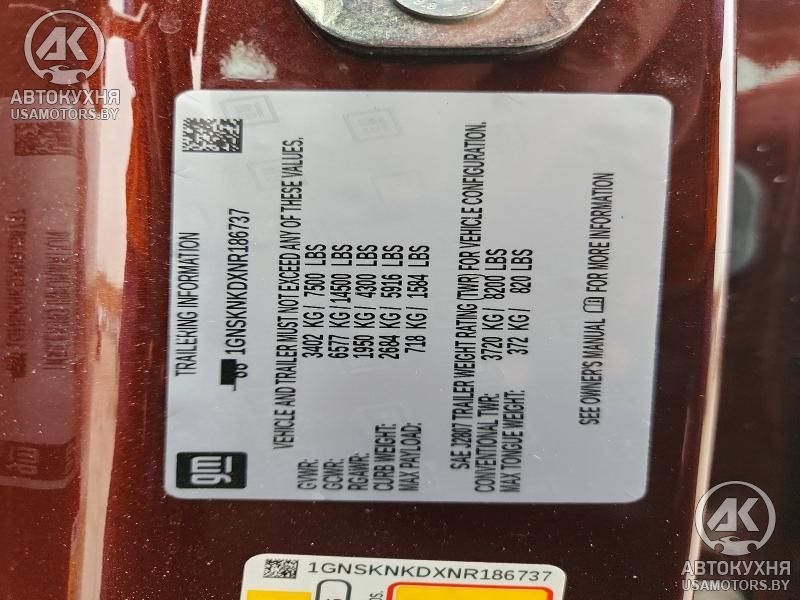 AK
АВТОКУХНЯ
USAMOTORS.BY
TRAILERING INFORMATION
1GNSKNKDXNR186737
VEHICLE AND TRAILER MUST NOT EXCEED ANY OF THESE VALUES.
GVWR: 3402 KG / 7500 LBS
GCWR: 6577 KG / 14500 LBS
RGAWR: 1950 KG / 4300 LBS
CURB WEIGHT: 2684 KG / 5916 LBS
MAX PAYLOAD: 718 KG / 1584 LBS
SAE J2807 TRAILER WEIGHT RATING (TWR) FOR VEHICLE CONFIGURATION.
CONVENTIONAL TWR: 3720 KG / 8200 LBS
MAX TONGUE WEIGHT: 372 KG / 820 LBS
SEE OWNER'S MANUAL FOR MORE INFORMATION
gm
1GNSKNKDXNR186737
AK
АВТОКУХНЯ
USAMOTORS.BY